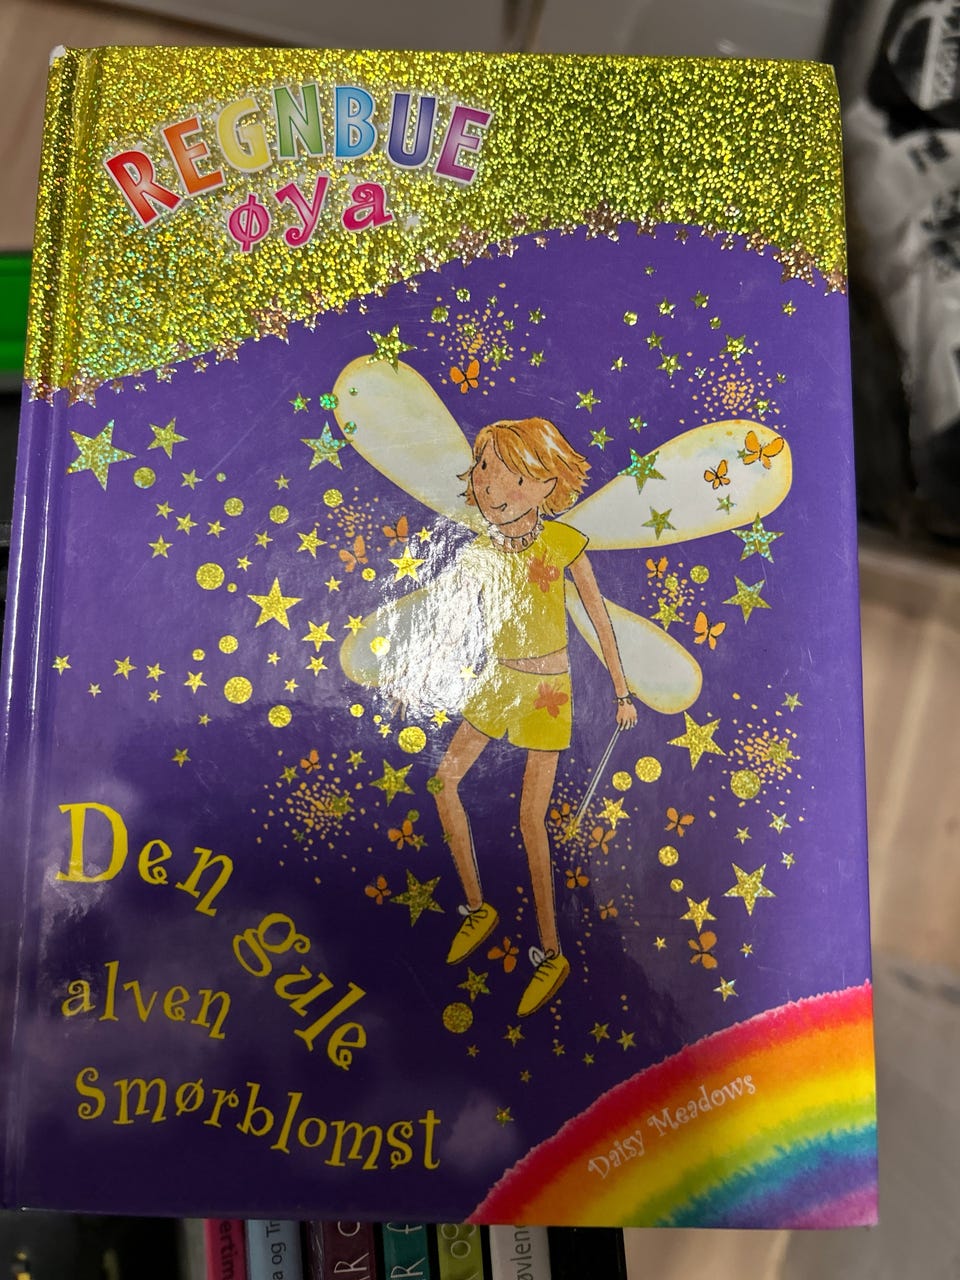 REGNBUE
øya
Den gule
alven
smørblomst
Daisy Meadows